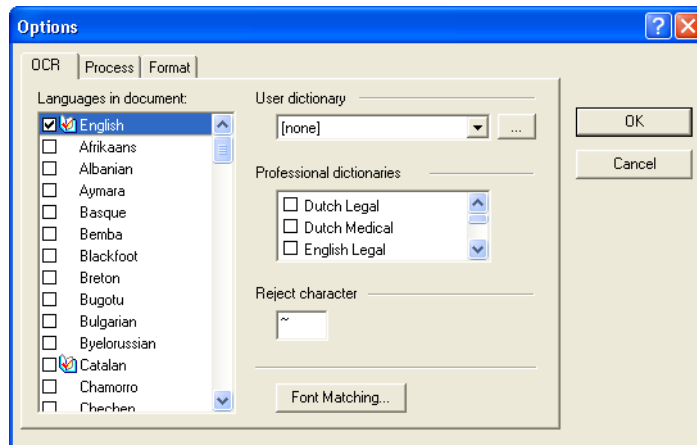 Options
OCR
Process
Format
Languages in document:
English
Afrikaans
Albanian
Aymara
Basque
Bemba
Blackfoot
Breton
Bugotu
Bulgarian
Byelorussian
Catalan
Chamorro
Chechen
User dictionary
[none]
...
Professional dictionaries
Dutch Legal
Dutch Medical
English Legal
Reject character
~
Font Matching...
OK
Cancel